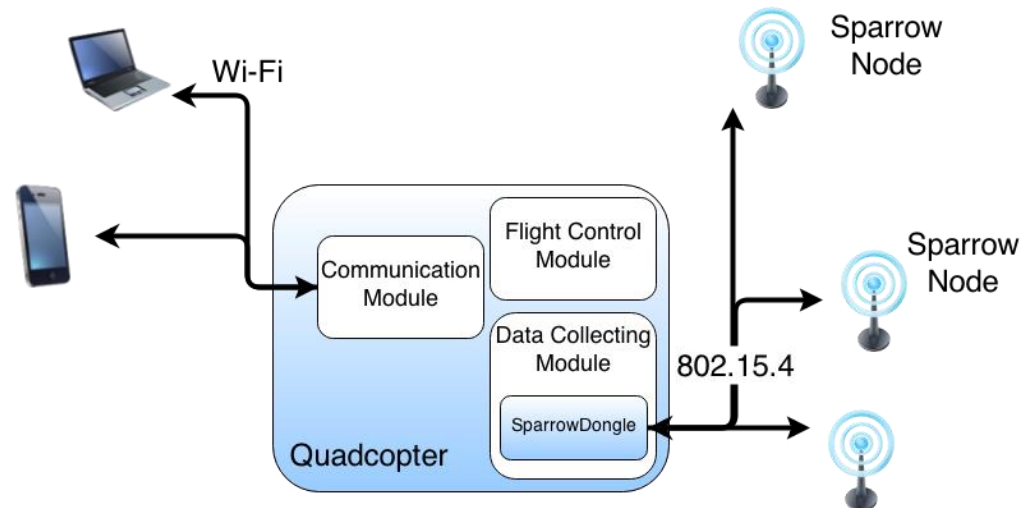 Wi-Fi
Sparrow
Node
Flight Control
Module
Communication
Module
Sparrow
Node
Data Collecting
Module
802.15.4
SparrowDongle
Quadcopter